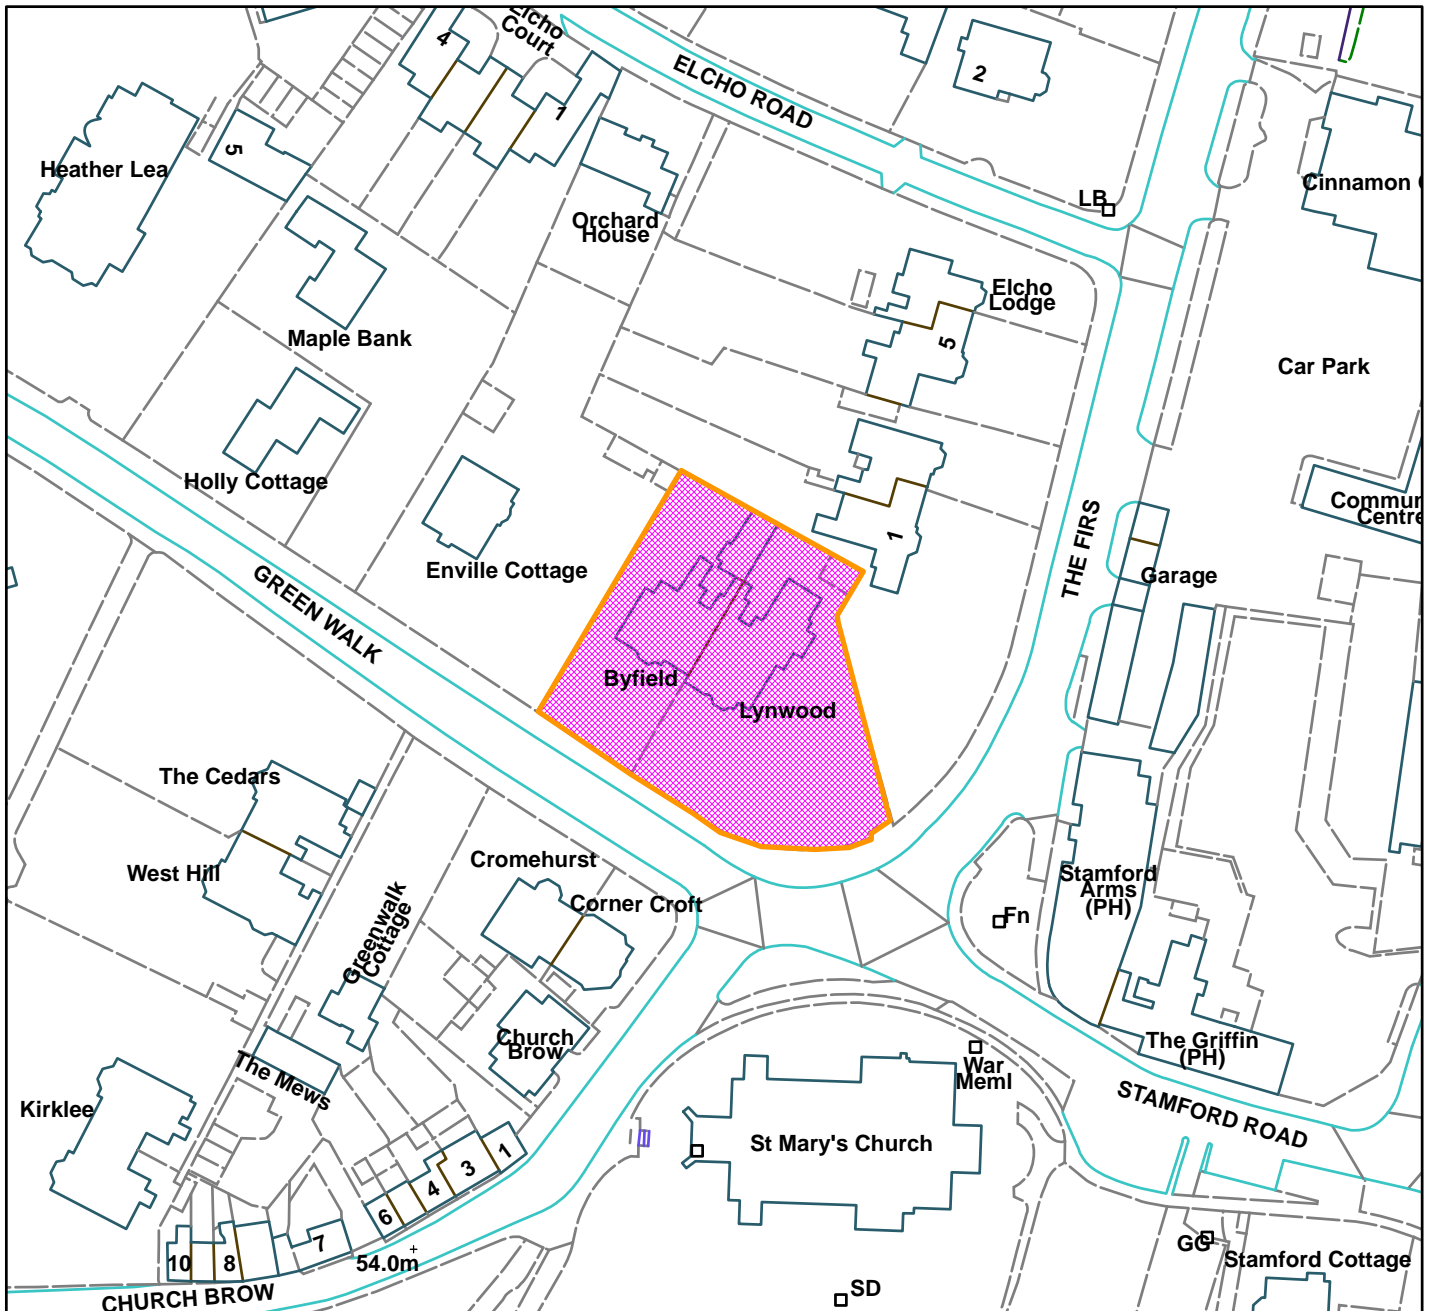 Elcho
Court
4
1
ELCHO ROAD
2
Heather Lea
5
LB
Orchard
House
Elcho
Lodge
5
Maple Bank
Car Park
Holly Cottage
Enville Cottage
1
THE FIRS
Garage
GREEN WALK
Byfield
Lynwood
The Cedars
West Hill
Cromehurst
Corner Croft
Greenwalk
Cottage
Stamford
Arms
(PH)
Fn
Church
Brow
The Mews
Kirklee
War
Meml
The Griffin
(PH)
STAMFORD ROAD
St Mary's Church
1
3
4
6
7
8
10
54.0m
+
CHURCH BROW
GG
Stamford Cottage
SD
Cinnamon
Centre